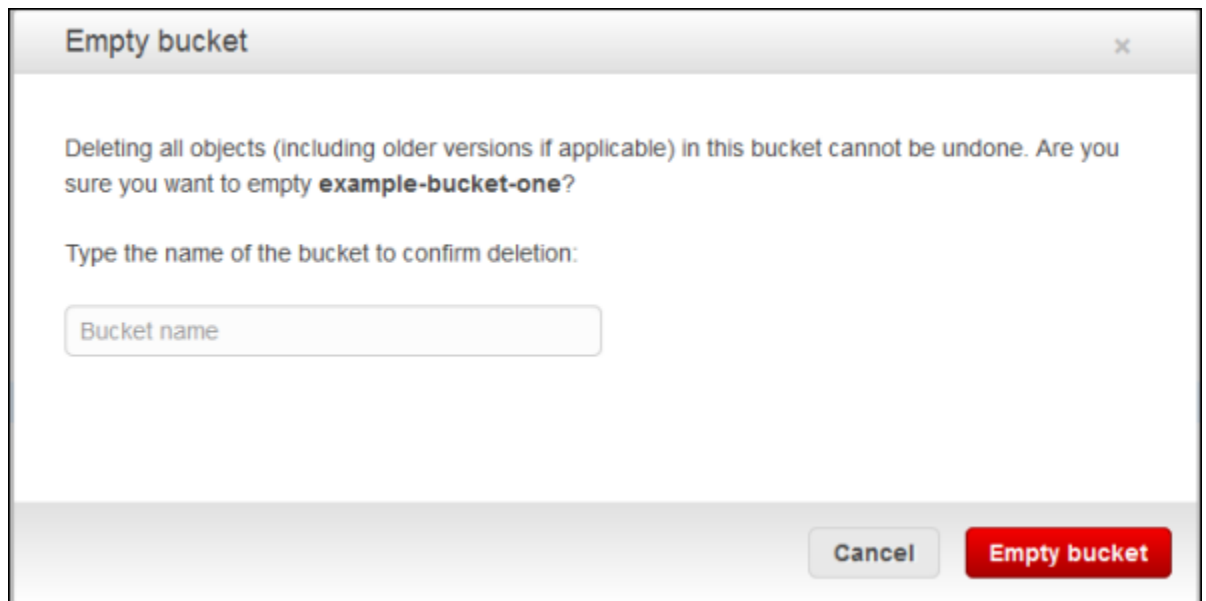 Empty bucket
×
Deleting all objects (including older versions if applicable) in this bucket cannot be undone. Are you
sure you want to empty example-bucket-one?
Type the name of the bucket to confirm deletion:
Bucket name
Cancel
Empty bucket